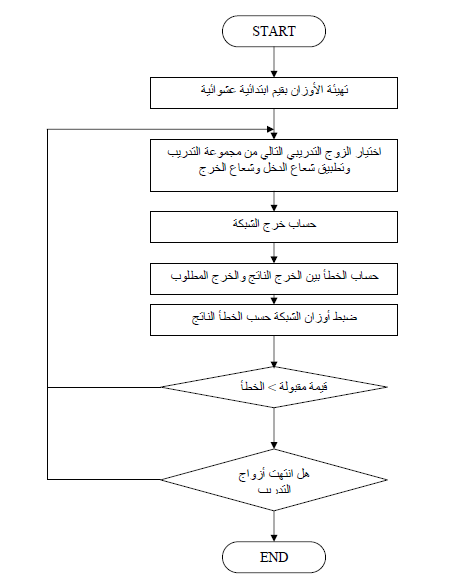 START
تهيئة الأوزان بقيم ابتدائية عشوائية
اختيار الزوج التدريبي التالي من مجموعة التدريب
وتطبيق شعاع الدخل وشعاع الخرج
حساب خرج الشبكة
حساب الخطأ بين الخرج الناتج والخرج المطلوب
ضبط أوزان الشبكة حسب الخطأ الناتج
قيمة مقبولة > الخطأ
هل انتهت أزواج
التدريب
END